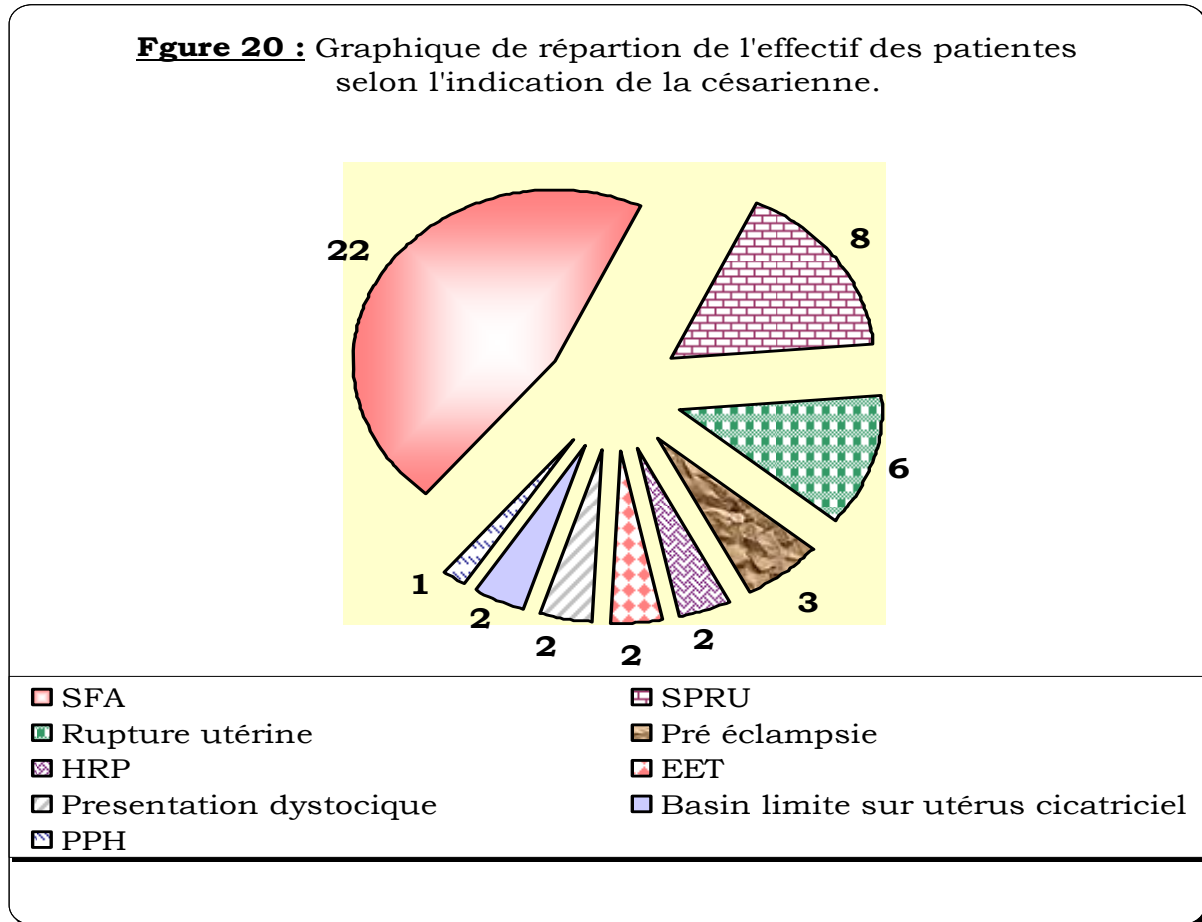 Fgure 20 : Graphique de répartion de l'effectif des patientes
selon l'indication de la césarienne.
22
8
6
3
2
2
2
2
1
SFA
SPRU
Rupture utérine
Pré éclampsie
HRP
EET
Presentation dystocique
Basin limite sur utérus cicatriciel
PPH